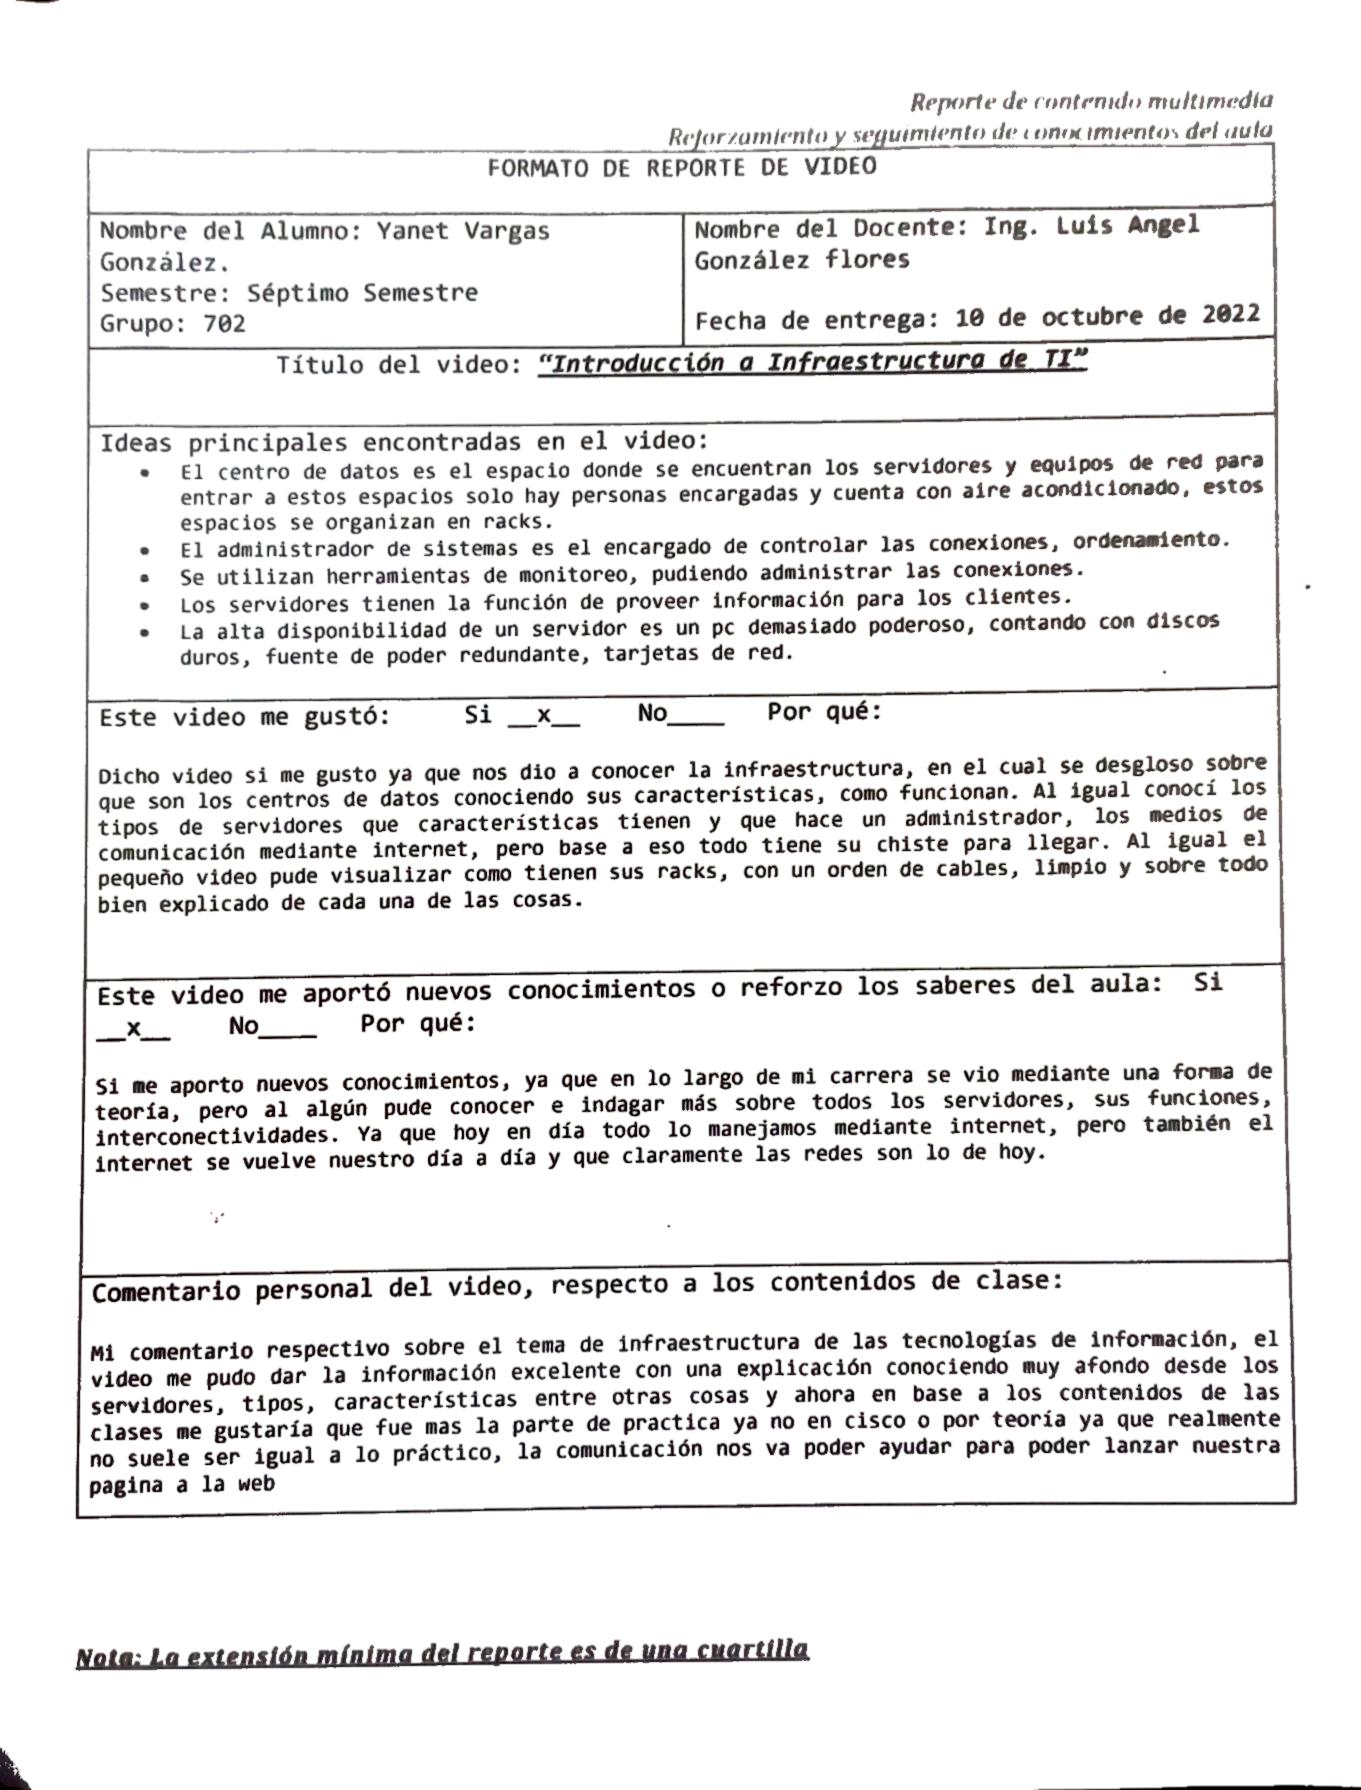 Reporte de contenido multimedia
Reforzamiento y seguimiento de conocimientos del aula
FORMATO DE REPORTE DE VIDEO
Nombre del Alumno: Yanet Vargas
González.
Semestre: Séptimo Semestre
Grupo: 702
Nombre del Docente: Ing. Luis Angel
González flores
Fecha de entrega: 10 de octubre de 2022
Título del video: “Introducción a Infraestructura de TI”
Ideas principales encontradas en el video:
• El centro de datos es el espacio donde se encuentran los servidores y equipos de red para
entrar a estos espacios solo hay personas encargadas y cuenta con aire acondicionado, estos
espacios se organizan en racks.
• El administrador de sistemas es el encargado de controlar las conexiones, ordenamiento.
• Se utilizan herramientas de monitoreo, pudiendo administrar las conexiones.
• Los servidores tienen la función de proveer información para los clientes.
• La alta disponibilidad de un servidor es un pc demasiado poderoso, contando con discos
duros, fuente de poder redundante, tarjetas de red.
Este video me gustó: Si __x__ No____ Por qué:
Dicho video si me gusto ya que nos dio a conocer la infraestructura, en el cual se desgloso sobre
que son los centros de datos conociendo sus características, como funcionan. Al igual conocí los
tipos de servidores que características tienen y que hace un administrador, los medios de
comunicación mediante internet, pero base a eso todo tiene su chiste para llegar. Al igual el
pequeño video pude visualizar como tienen sus racks, con un orden de cables, limpio y sobre todo
bien explicado de cada una de las cosas.
Este video me aportó nuevos conocimientos o reforzo los saberes del aula: Si
__x__ No____ Por qué:
Si me aporto nuevos conocimientos, ya que en lo largo de mi carrera se vio mediante una forma de
teoría, pero al algún pude conocer e indagar más sobre todos los servidores, sus funciones,
interconectividades. Ya que hoy en día todo lo manejamos mediante internet, pero también el
internet se vuelve nuestro día a día y que claramente las redes son lo de hoy.
Comentario personal del video, respecto a los contenidos de clase:
Mi comentario respectivo sobre el tema de infraestructura de las tecnologías de información, el
video me pudo dar la información excelente con una explicación conociendo muy afondo desde los
servidores, tipos, características entre otras cosas y ahora en base a los contenidos de las
clases me gustaría que fue mas la parte de practica ya no en cisco o por teoría ya que realmente
no suele ser igual a lo práctico, la comunicación nos va poder ayudar para poder lanzar nuestra
pagina a la web
Nota: La extensión mínima del reporte es de una cuartilla